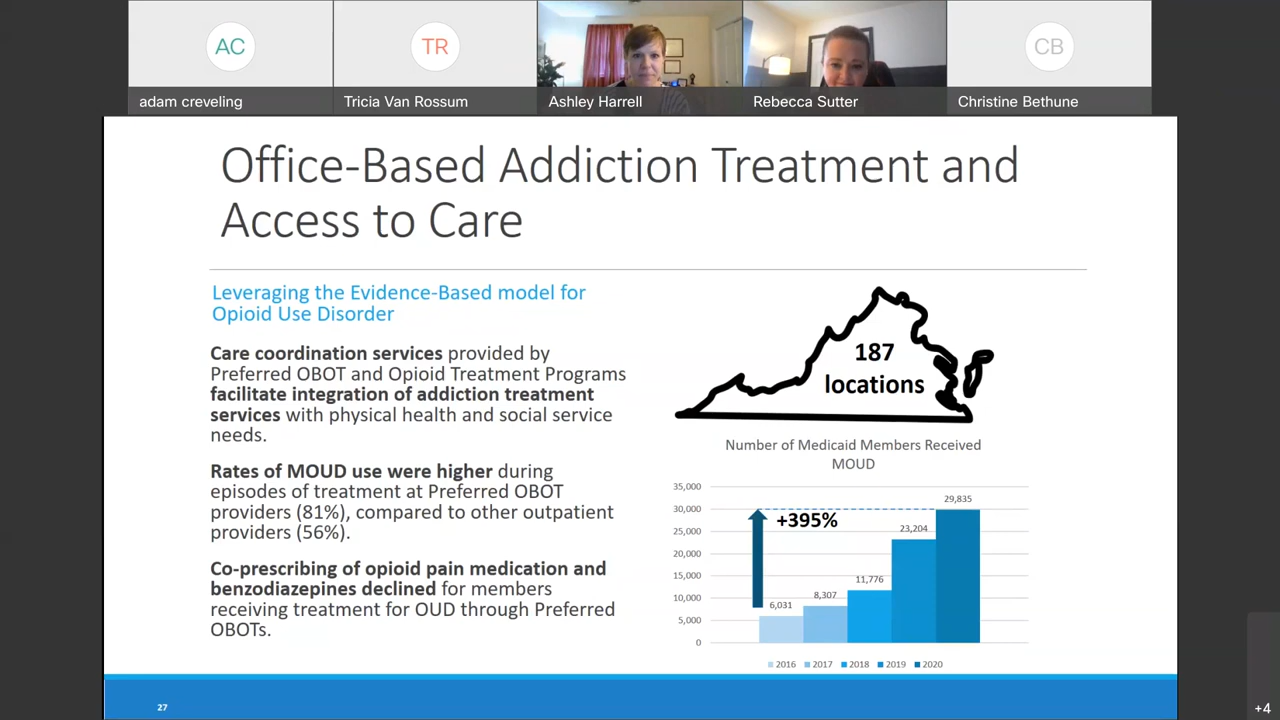 AC
TR
CB
adam creveling
Tricia Van Rossum
Ashley Harrell
Rebecca Sutter
Christine Bethune
Office-Based Addiction Treatment and
Access to Care
Leveraging the Evidence-Based model for
Opioid Use Disorder
Care coordination services provided by
Preferred OBOT and Opioid Treatment Programs
facilitate integration of addiction treatment
services with physical health and social service
needs.
Rates of MOUD use were higher during
episodes of treatment at Preferred OBOT
providers (81%), compared to other outpatient
providers (56%).
Co-prescribing of opioid pain medication and
benzodiazepines declined for members
receiving treatment for OUD through Preferred
OBOTs.
187
locations
Number of Medicaid Members Received
MOUD
35,000
30,000
25,000
20,000
15,000
10,000
5,000
0
+395%
6,031
8,307
11,776
23,204
29,835
2016 2017 2018 2019 2020
27
+4